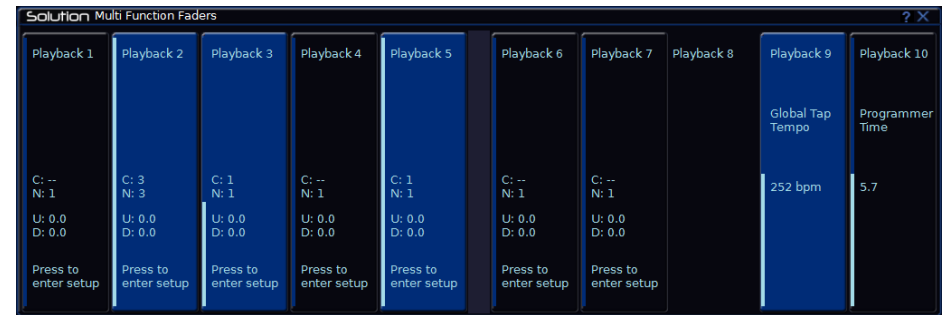 Solution Multi Function Faders
? X
Playback 1
C: --
N: 1
U: 0.0
D: 0.0
Press to
enter setup
Playback 2
C: 3
N: 3
U: 0.0
D: 0.0
Press to
enter setup
Playback 3
C: 1
N: 1
U: 0.0
D: 0.0
Press to
enter setup
Playback 4
C: --
N: 1
U: 0.0
D: 0.0
Press to
enter setup
Playback 5
C: 1
N: 1
U: 0.0
D: 0.0
Press to
enter setup
Playback 6
C: --
N: 1
U: 0.0
D: 0.0
Press to
enter setup
Playback 7
C: --
N: 1
U: 0.0
D: 0.0
Press to
enter setup
Playback 8
Playback 9
Global Tap
Tempo
252 bpm
Playback 10
Programmer
Time
5.7